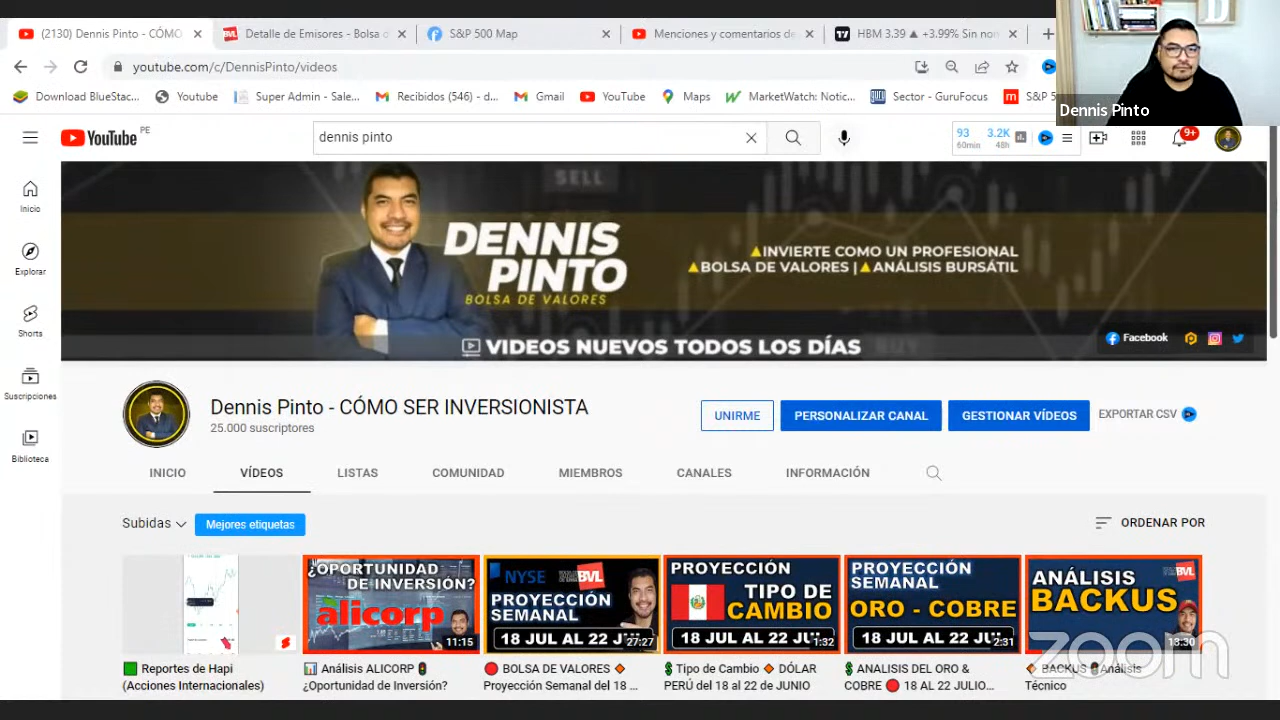 (2130) Dennis Pinto - CÓMO
Detalle de Emisores - Bolsa
S&P 500 Map
Menciones y comentarios de
HBM 3.39 ▲ +3.99% Sin
youtube.com/c/DennisPinto/videos
Download BlueStac...
Youtube
Super Admin - Sale...
Recibidos (546) - d...
Gmail
YouTube
Maps
MarketWatch: Notic...
Sector - GuruFocus
Dennis Pinto
YouTube PE
dennis pinto
93
60min
3.2K
48h
9+
Inicio
Explorar
Shorts
Suscripciones
Biblioteca
SELL
DENNIS
PINTO
BOLSA DE VALORES
▲INVIERTE COMO UN PROFESIONAL
▲BOLSA DE VALORES | ▲ANÁLISIS BURSÁTIL
VIDEOS NUEVOS TODOS LOS DÍAS
Facebook
Dennis Pinto - CÓMO SER INVERSIONISTA
25.000 suscriptores
UNIRME
PERSONALIZAR CANAL
GESTIONAR VÍDEOS
EXPORTAR CSV
INICIO
VÍDEOS
LISTAS
COMUNIDAD
MIEMBROS
CANALES
INFORMACIÓN
Subidas
Mejores etiquetas
ORDENAR POR
¿OPORTUNIDAD
DE INVERSIÓN?
alicorp
11:15
NYSE
BVL
PROYECCIÓN
SEMANAL
18 JUL AL 22
27:27
PROYECCIÓN
TIPO DE
CAMBIO
18 JUL AL 22
1:32
PROYECCIÓN
SEMANAL
ORO - COBRE
18 JUL AL 22
2:31
BVL
ANÁLISIS
BACKUS
13:30
Reportes de Hapi
(Acciones Internacionales)
Análisis ALICORP
¿Oportunidad de Inversión?
BOLSA DE VALORES
Proyección Semanal del 18 ...
Tipo de Cambio DÓLAR
PERÚ del 18 al 22 de JUNIO
ANALISIS DEL ORO &
COBRE 18 AL 22 JULIO...
BACKUS Análisis
Técnico
zoom